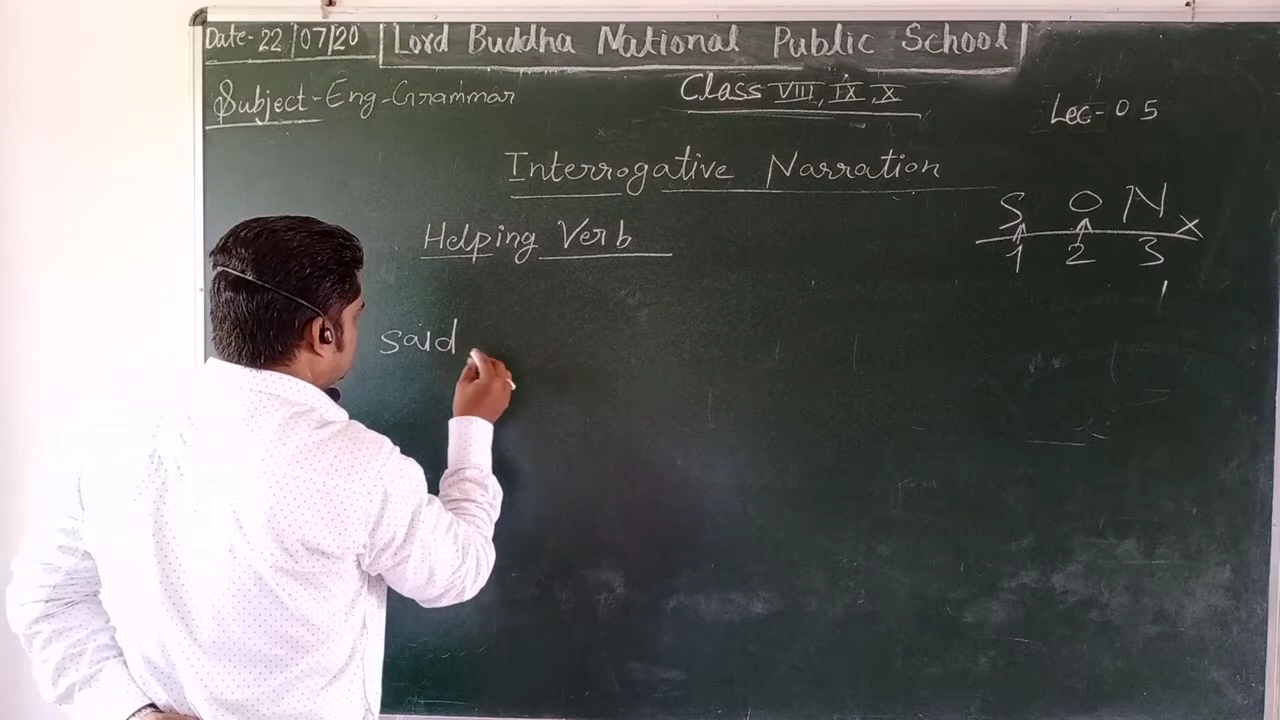 Date-22/07/20 Lord Buddha National Public School
Subject-Eng-Grammar Class VIII, IX, X Lec-05
Interrogative Narration
S O N x
Helping Verb
1 2 3
said